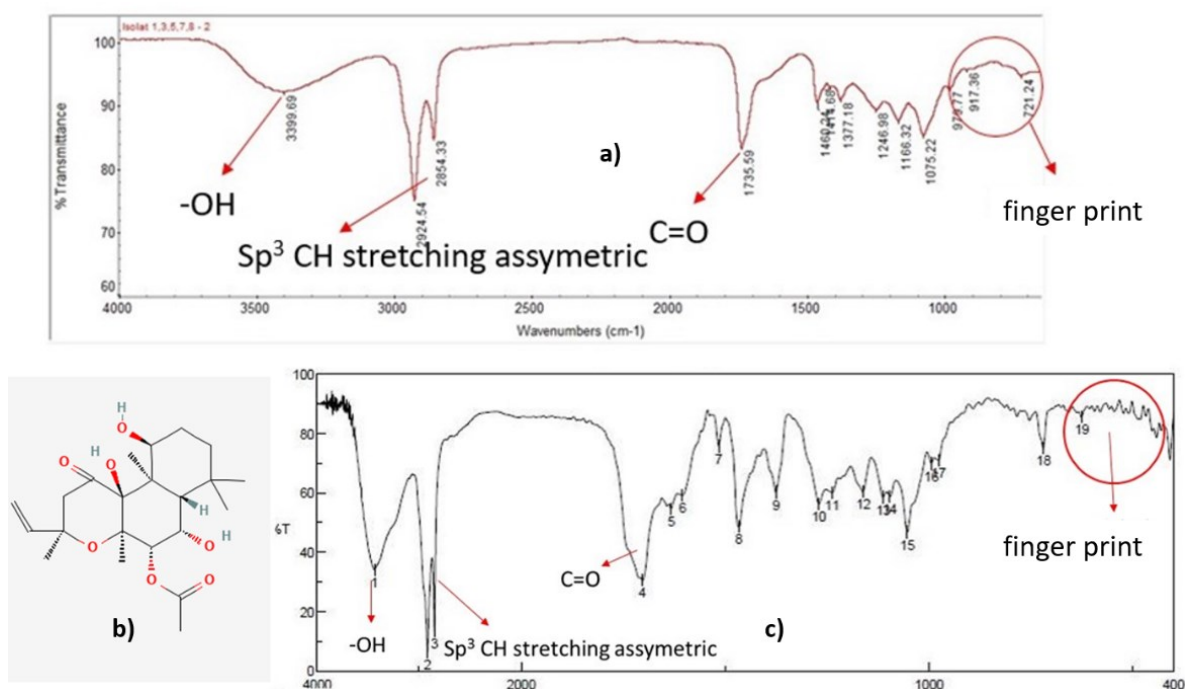 Isolat 1,3,5,7,8 - 2
100
90
80
70
60
% Transmittance
3399.69
2924.54
2854.33
1735.59
1460.24
1414.68
1377.18
1246.98
1166.32
1075.22
917.36
721.24
a)
-OH
Sp3 CH stretching assymetric
C=O
finger print
4000
3500
3000
2500
2000
1500
1000
Wavenumbers (cm-1)
H
O
H
O
O
H
O
H
O
O
O
b)
100
80
60
40
20
0
%T
1
2
3
4
5
6
7
8
9
10
11
12
13
14
15
16
17
18
19
-OH
Sp3 CH stretching assymetric
C=O
c)
finger print
4000
2000
1000
400